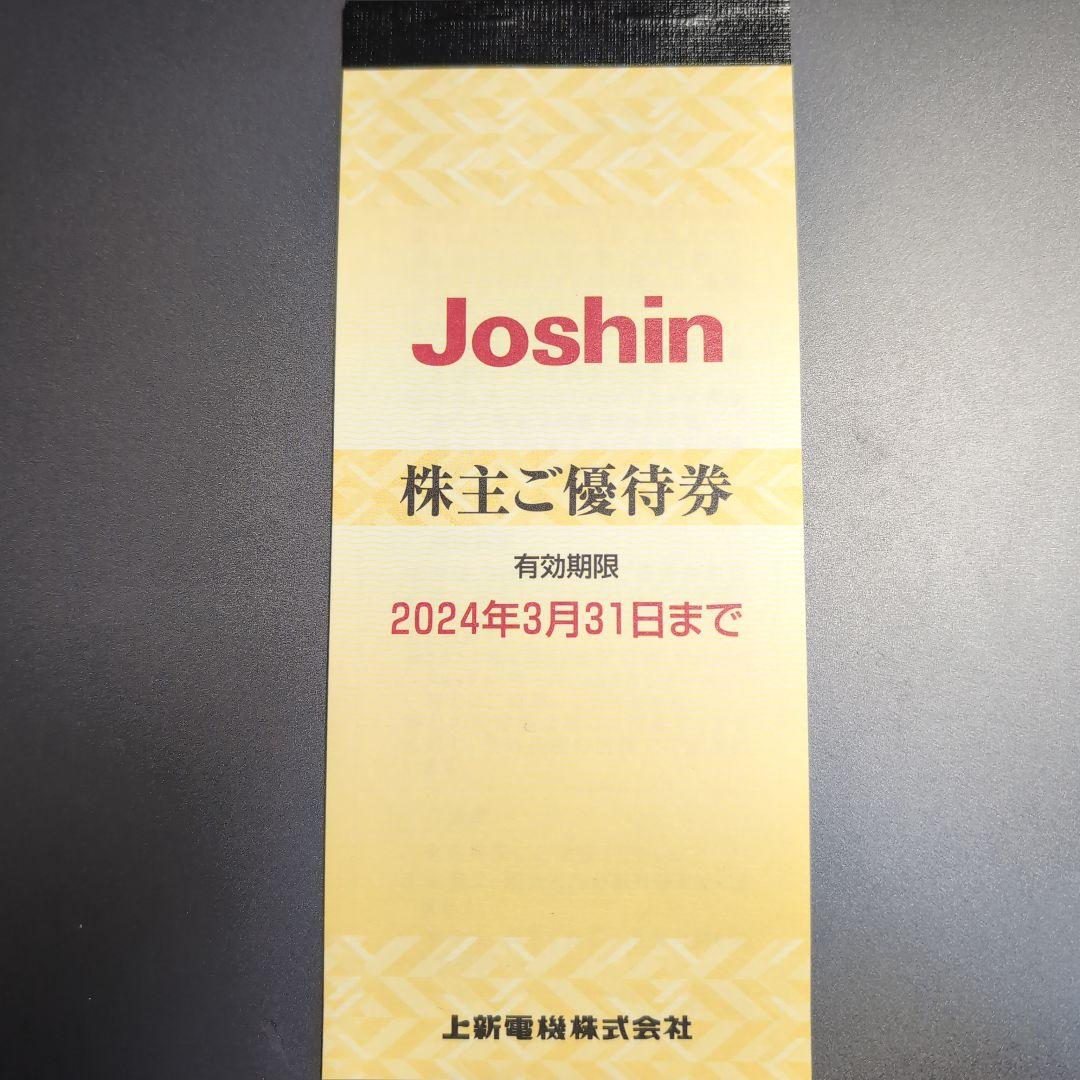 Joshin
株主ご優待券
有効期限
2024年3月31日まで
上新電機株式会社